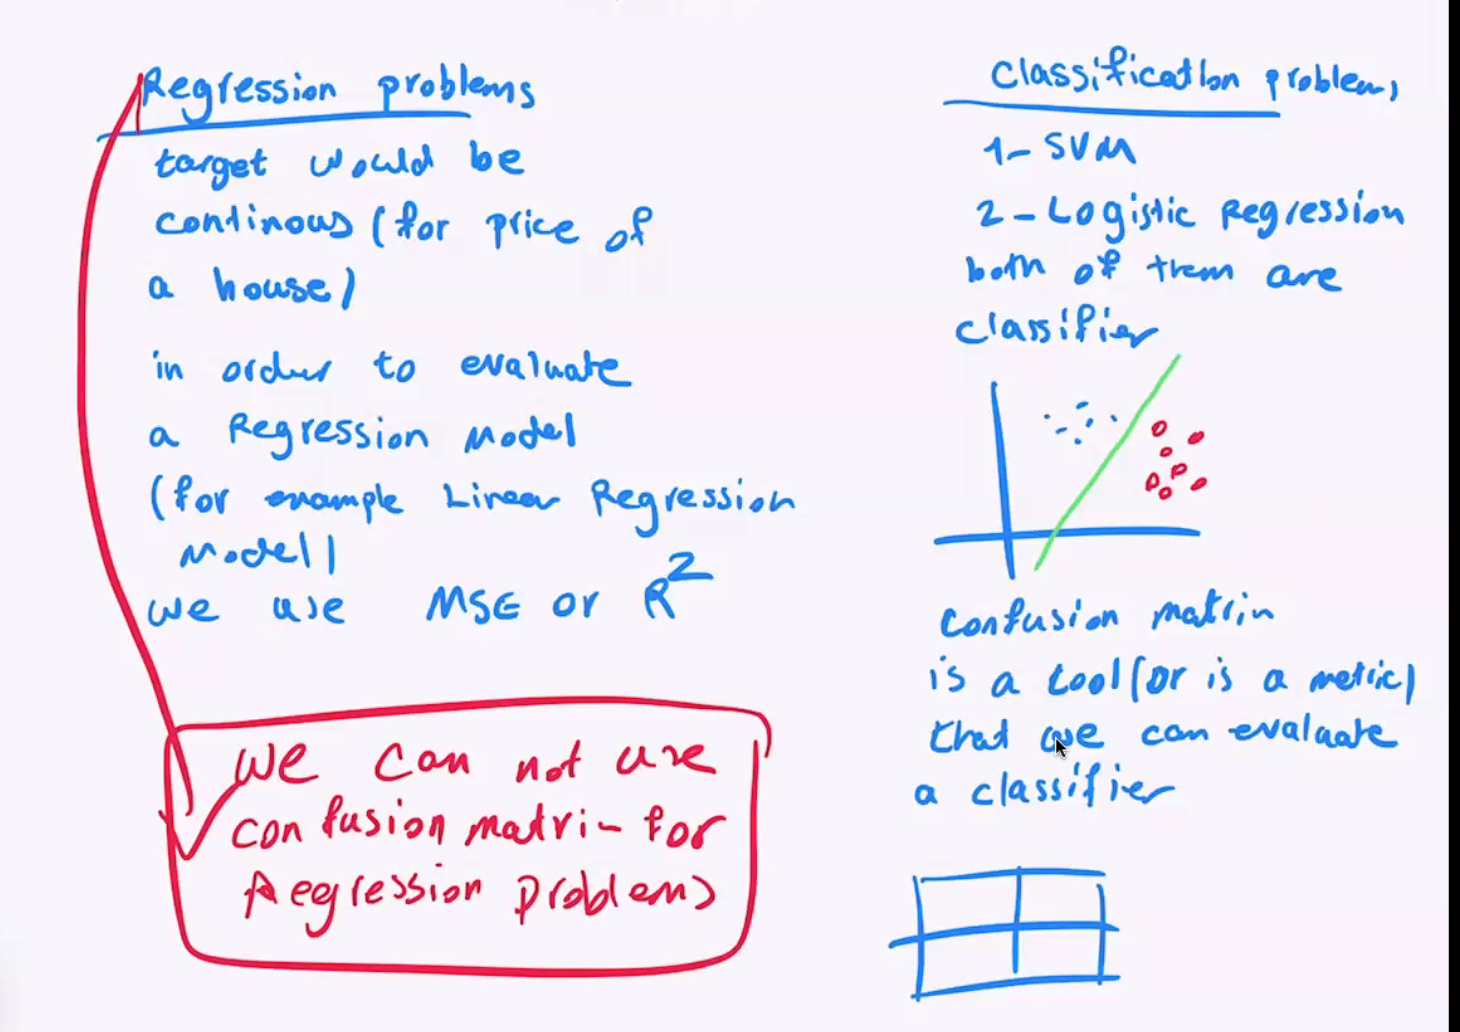 Regression problems
target would be
continous (for price of
a house)
in order to evaluate
a Regression Model
(for example Linear Regression
Model)
we use MSE or R²
we can not use
confusion matri- for
Regression problems
Classification problems
1- SVM
2- Logistic Regression
both of them are
classifier
confusion matrix
is a tool (or is a metric)
that we can evaluate
a classifier